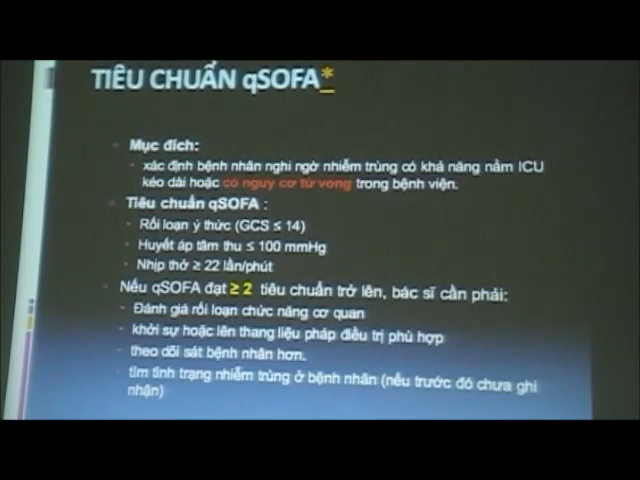 TIÊU CHUẨN qSOFA*
Mục đích:
xác định bệnh nhân nghi ngờ nhiễm trùng có khả năng nằm ICU
kéo dài hoặc có nguy cơ tử vong trong bệnh viện.
Tiêu chuẩn qSOFA :
Rối loạn ý thức (GCS ≤ 14)
Huyết áp tâm thu ≤ 100 mmHg
Nhịp thở ≥ 22 lần/phút
Nếu qSOFA đạt ≥ 2 tiêu chuẩn trở lên, bác sĩ cần phải:
Đánh giá rối loạn chức năng cơ quan
khởi sự hoặc lên thang liệu pháp điều trị phù hợp
theo dõi sát bệnh nhân hơn.
tìm tình trạng nhiễm trùng ở bệnh nhân (nếu trước đó chưa ghi
nhận)